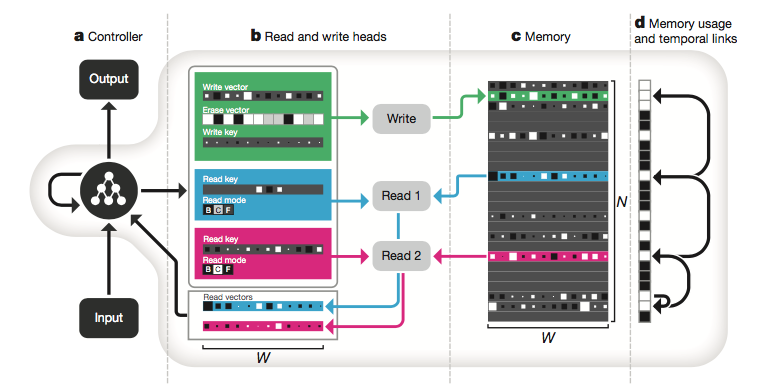 a Controller
b Read and write heads
c Memory
d Memory usage
and temporal links
Output
Input
Write vector
Erase vector
Write key
Read key
Read mode
B C F
Read key
Read mode
B C F
Read vectors
W
Write
Read 1
Read 2
N
W